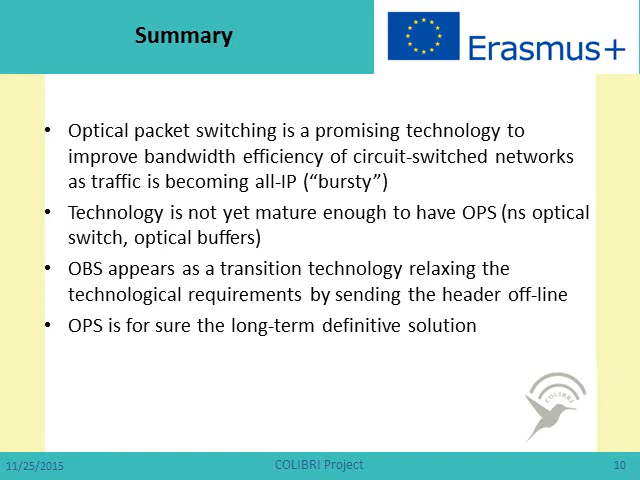 Summary
Erasmus+
• Optical packet switching is a promising technology to
improve bandwidth efficiency of circuit-switched networks
as traffic is becoming all-IP (“bursty”)
• Technology is not yet mature enough to have OPS (ns optical
switch, optical buffers)
• OBS appears as a transition technology relaxing the
technological requirements by sending the header off-line
• OPS is for sure the long-term definitive solution
COLIBRI
11/25/2015
COLIBRI Project
10